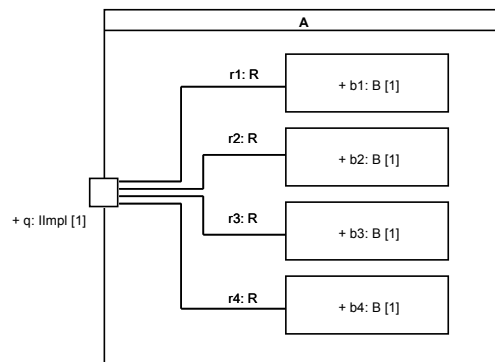 A
r1: R
+ b1: B [1]
r2: R
+ b2: B [1]
+ q: IImpl [1]
r3: R
+ b3: B [1]
r4: R
+ b4: B [1]